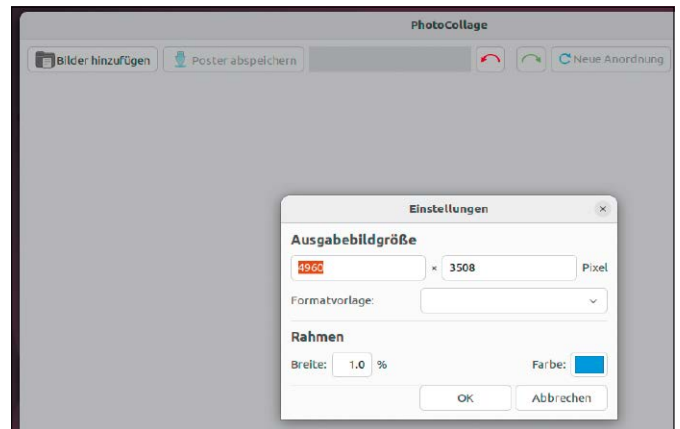 PhotoCollage
Bilder hinzufügen Poster abspeichern Neue Anordnung
Einstellungen
Ausgabebildgröße
4960 × 3508 Pixel
Formatvorlage:
Rahmen
Breite: 1.0 % Farbe:
OK Abbrechen